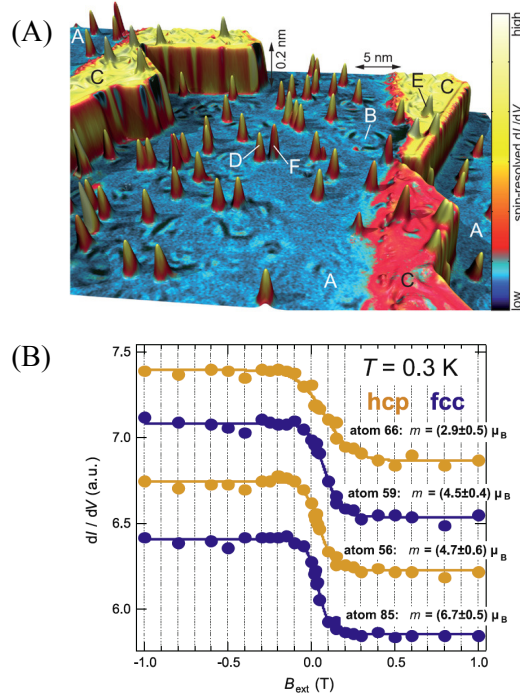 (A)
high
spin-resolved dI/dV
low
0.2 nm
5 nm
A
C
E
C
B
D
F
A
A
C
(B)
7.5
7.0
6.5
6.0
dI / dV (a.u.)
T = 0.3 K
hcp fcc
atom 66: m = (2.9±0.5) μB
atom 59: m = (4.5±0.4) μB
atom 56: m = (4.7±0.6) μB
atom 85: m = (6.7±0.5) μB
-1.0 -0.5 0.0 0.5 1.0
Bext (T)